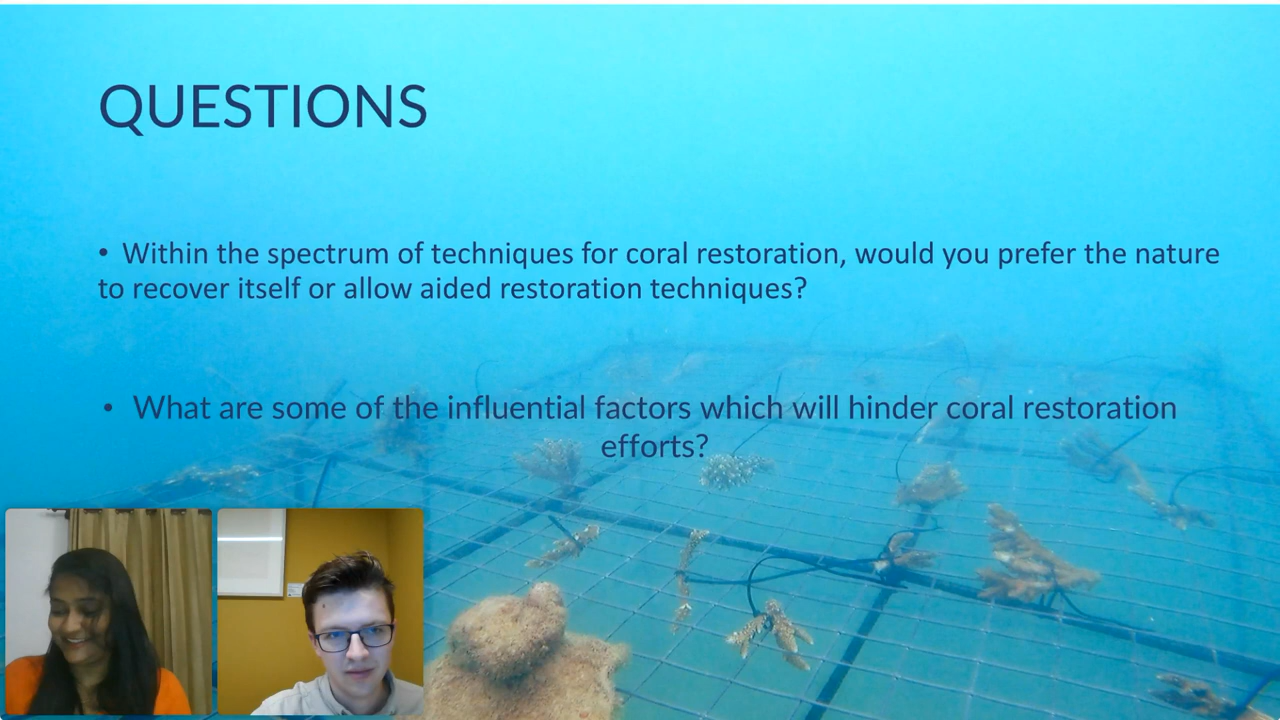 QUESTIONS
• Within the spectrum of techniques for coral restoration, would you prefer the nature
to recover itself or allow aided restoration techniques?
• What are some of the influential factors which will hinder coral restoration
efforts?